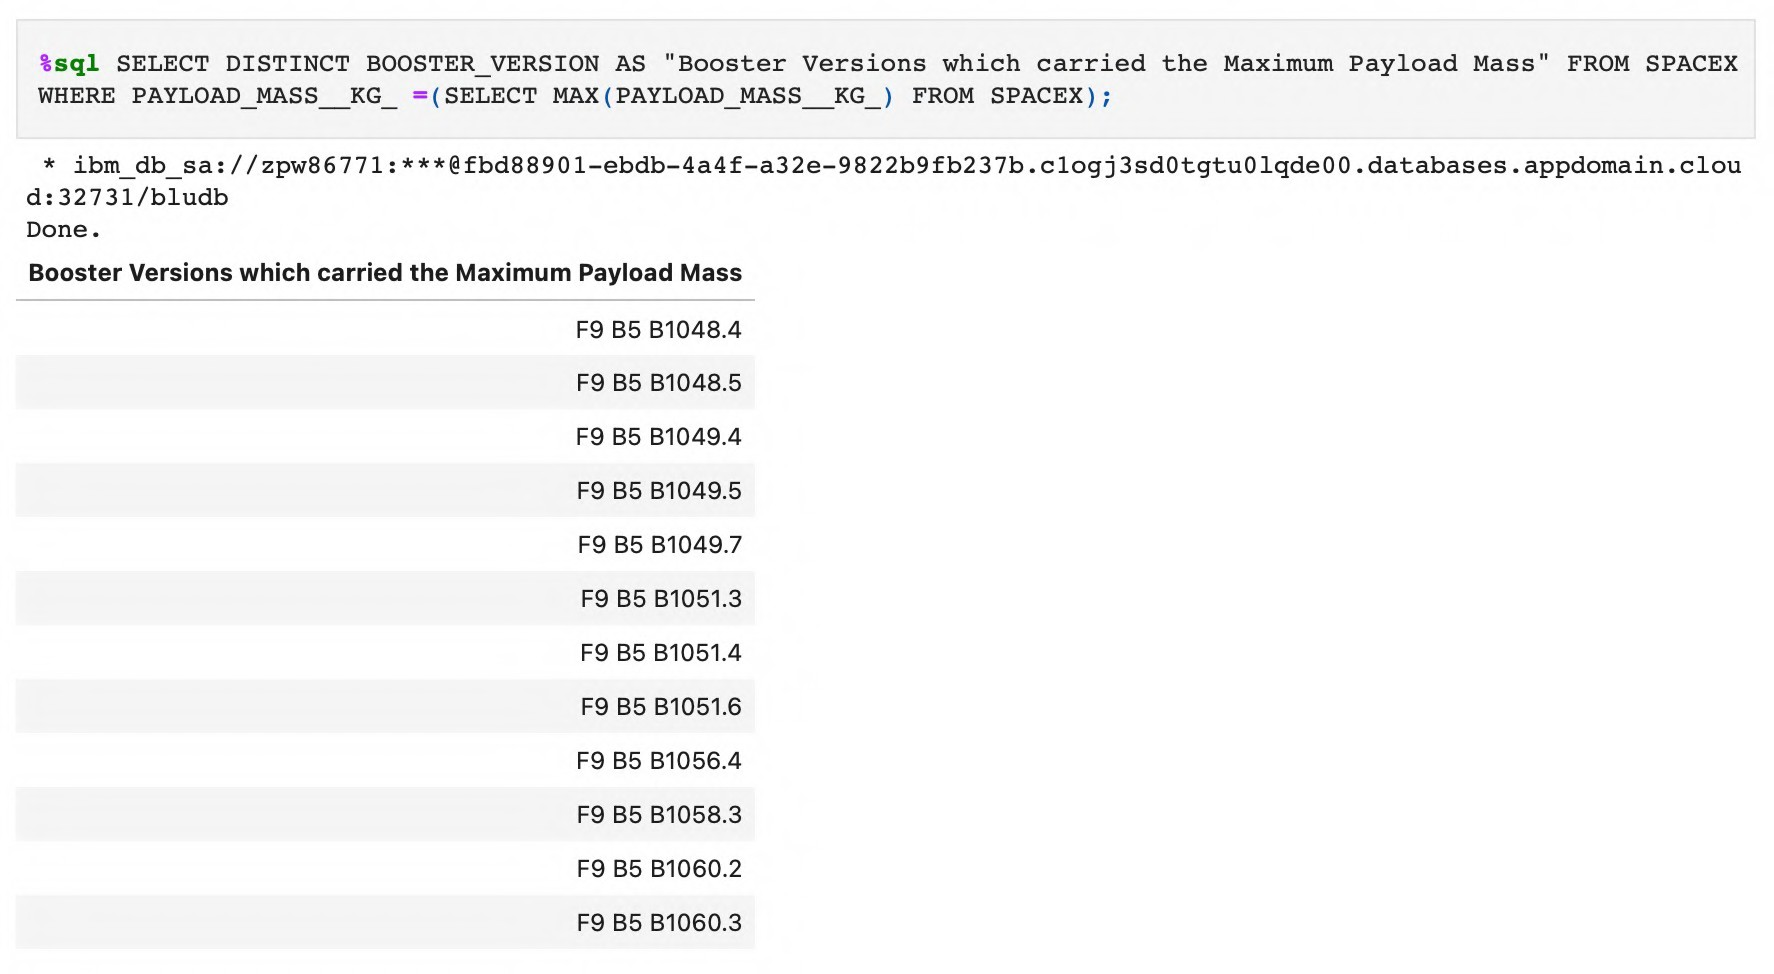 %sql SELECT DISTINCT BOOSTER_VERSION AS "Booster Versions which carried the Maximum Payload Mass" FROM SPACEX
WHERE PAYLOAD_MASS__KG_ =(SELECT MAX(PAYLOAD_MASS__KG_) FROM SPACEX);
* ibm_db_sa://zpw86771:***@fbd88901-ebdb-4a4f-a32e-9822b9fb237b.c1ogj3sd0tgtu0lqde00.databases.appdomain.clou
d:32731/bludb
Done.
Booster Versions which carried the Maximum Payload Mass
F9 B5 B1048.4
F9 B5 B1048.5
F9 B5 B1049.4
F9 B5 B1049.5
F9 B5 B1049.7
F9 B5 B1051.3
F9 B5 B1051.4
F9 B5 B1051.6
F9 B5 B1056.4
F9 B5 B1058.3
F9 B5 B1060.2
F9 B5 B1060.3